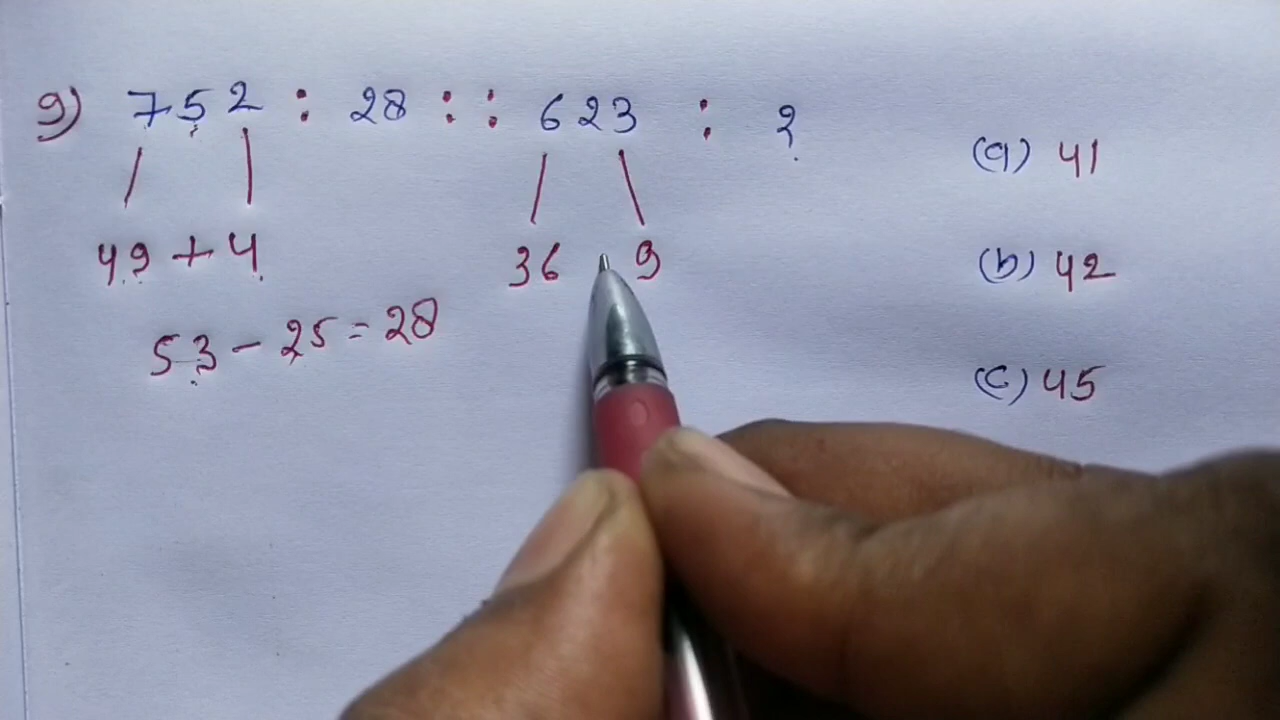 9) 752 : 28 :: 623 : ?
49 + 4
36 9
53 - 25 = 28
(a) 41
(b) 42
(c) 45